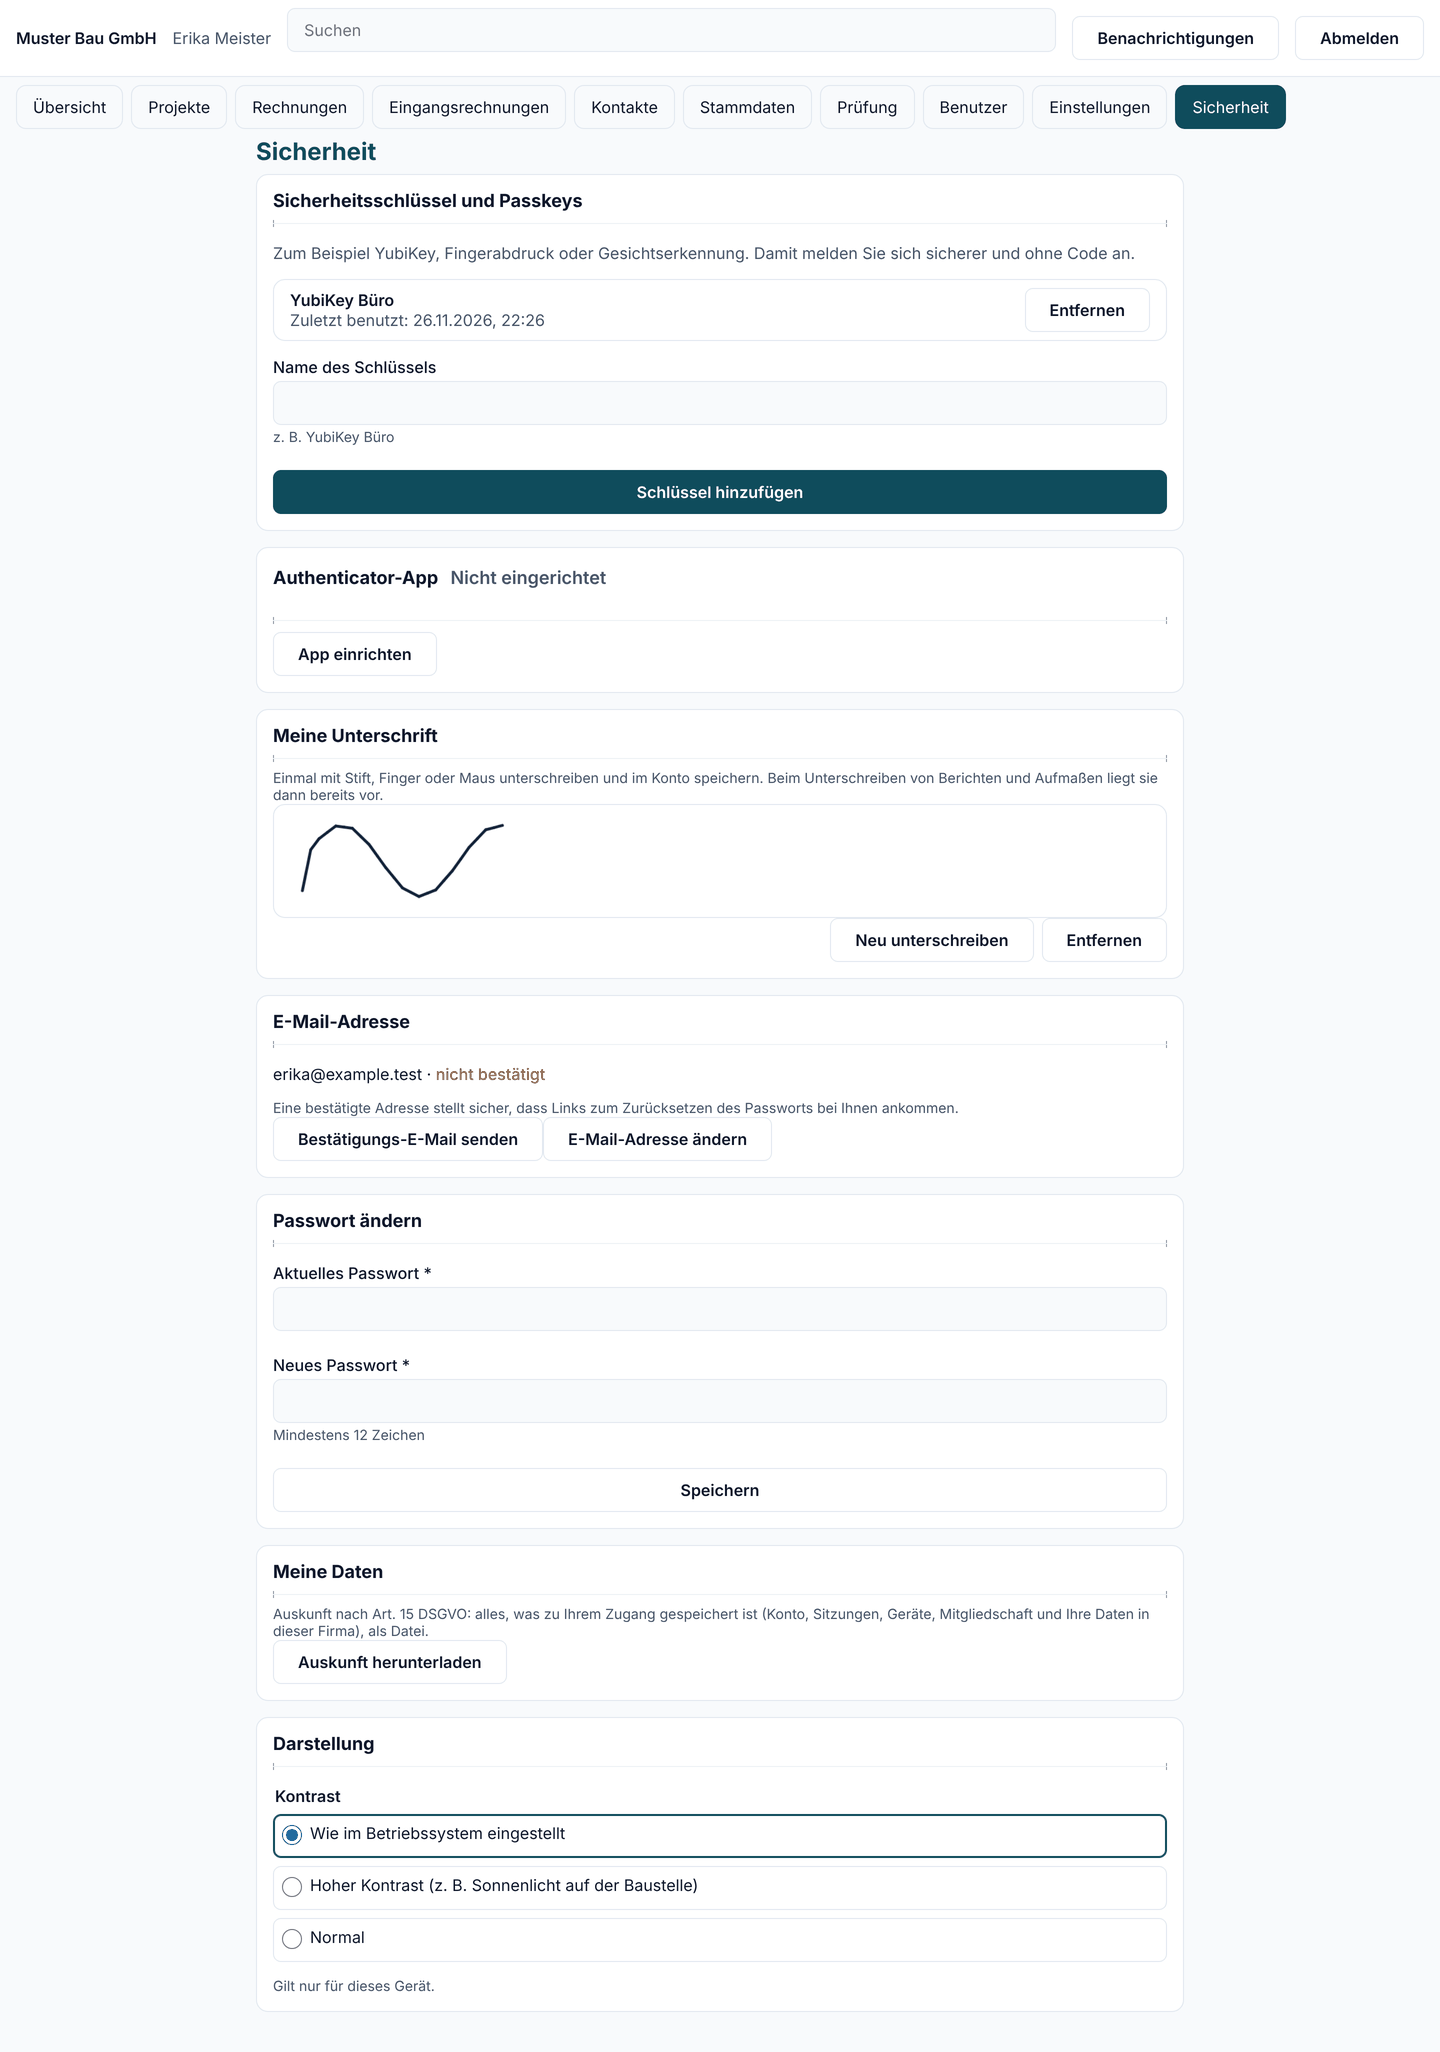 Muster Bau GmbH Erika Meister Suchen Benachrichtigungen Abmelden
Übersicht Projekte Rechnungen Eingangsrechnungen Kontakte Stammdaten Prüfung Benutzer Einstellungen Sicherheit
Sicherheit
Sicherheitsschlüssel und Passkeys
Zum Beispiel YubiKey, Fingerabdruck oder Gesichtserkennung. Damit melden Sie sich sicherer und ohne Code an.
YubiKey Büro
Zuletzt benutzt: 26.11.2026, 22:26
Entfernen
Name des Schlüssels
z. B. YubiKey Büro
Schlüssel hinzufügen
Authenticator-App Nicht eingerichtet
App einrichten
Meine Unterschrift
Einmal mit Stift, Finger oder Maus unterschreiben und im Konto speichern. Beim Unterschreiben von Berichten und Aufmaßen liegt sie
dann bereits vor.
Neu unterschreiben Entfernen
E-Mail-Adresse
erika@example.test · nicht bestätigt
Eine bestätigte Adresse stellt sicher, dass Links zum Zurücksetzen des Passworts bei Ihnen ankommen.
Bestätigungs-E-Mail senden E-Mail-Adresse ändern
Passwort ändern
Aktuelles Passwort *
Neues Passwort *
Mindestens 12 Zeichen
Speichern
Meine Daten
Auskunft nach Art. 15 DSGVO: alles, was zu Ihrem Zugang gespeichert ist (Konto, Sitzungen, Geräte, Mitgliedschaft und Ihre Daten in
dieser Firma), als Datei.
Auskunft herunterladen
Darstellung
Kontrast
Wie im Betriebssystem eingestellt
Hoher Kontrast (z. B. Sonnenlicht auf der Baustelle)
Normal
Gilt nur für dieses Gerät.